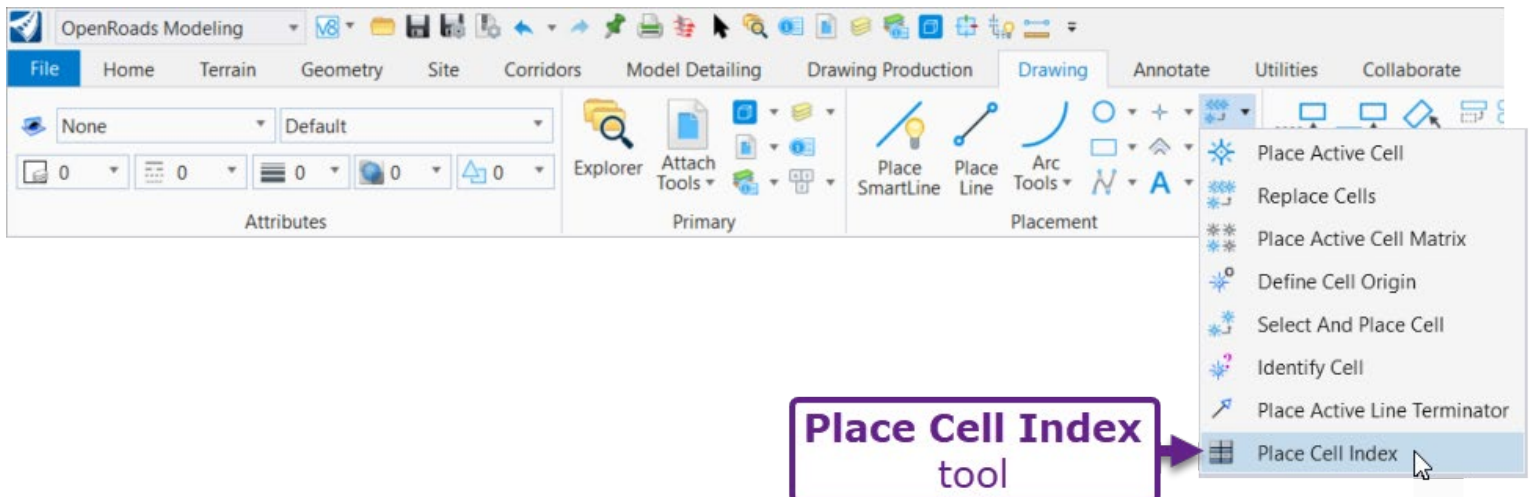 OpenRoads Modeling V8
File Home Terrain Geometry Site Corridors Model Detailing Drawing Production Drawing Annotate Utilities Collaborate
None Default
0 0 0 0 0
Explorer Attach Tools Place SmartLine Place Line Arc Tools A
Attributes Primary Placement
Place Active Cell
Replace Cells
Place Active Cell Matrix
Define Cell Origin
Select And Place Cell
Identify Cell
Place Active Line Terminator
Place Cell Index
Place Cell Index
tool